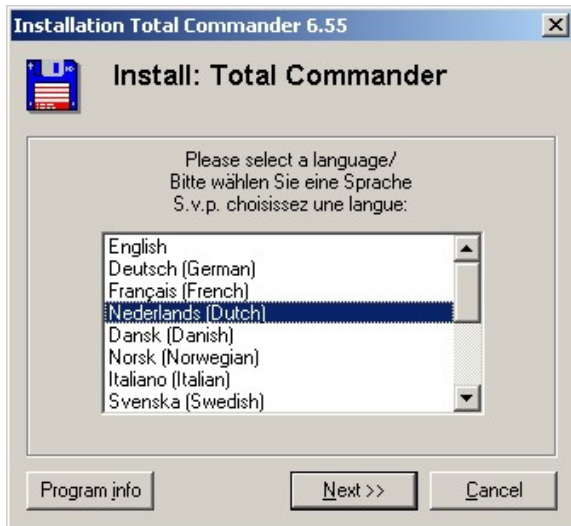 Installation Total Commander 6.55
Install: Total Commander
Please select a language/
Bitte wählen Sie eine Sprache
S.v.p. choisissez une langue:
English
Deutsch (German)
Français (French)
Nederlands (Dutch)
Dansk (Danish)
Norsk (Norwegian)
Italiano (Italian)
Svenska (Swedish)
Program info
Next >>
Cancel